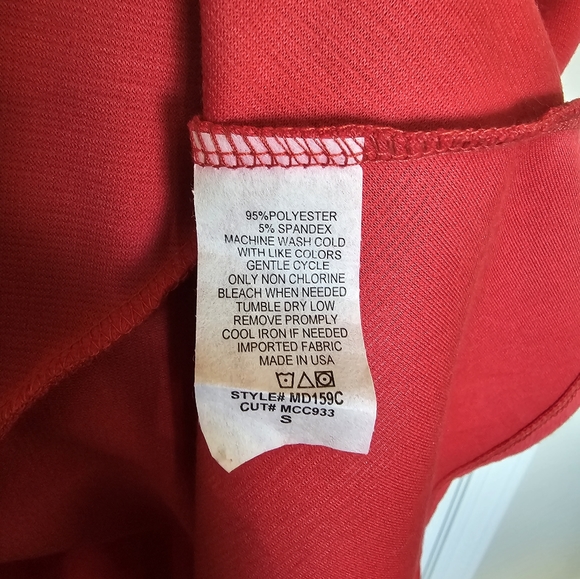 95%POLYESTER
5% SPANDEX
MACHINE WASH COLD
WITH LIKE COLORS
GENTLE CYCLE
ONLY NON CHLORINE
BLEACH WHEN NEEDED
TUMBLE DRY LOW
REMOVE PROMPLY
COOL IRON IF NEEDED
IMPORTED FABRIC
MADE IN USA
STYLE# MD159C
CUT# MCC933
S